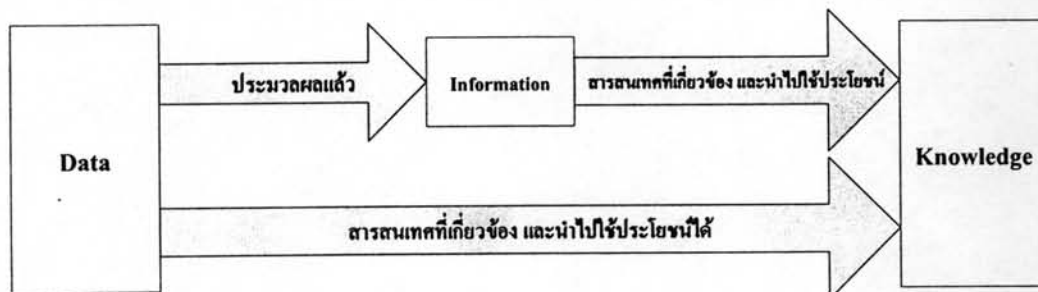 ประมวลผลแล้ว
Information
สารสนเทศที่เกี่ยวข้อง และนำไปใช้ประโยชน์
Data
Knowledge
สารสนเทศที่เกี่ยวข้อง และนำไปใช้ประโยชน์ได้